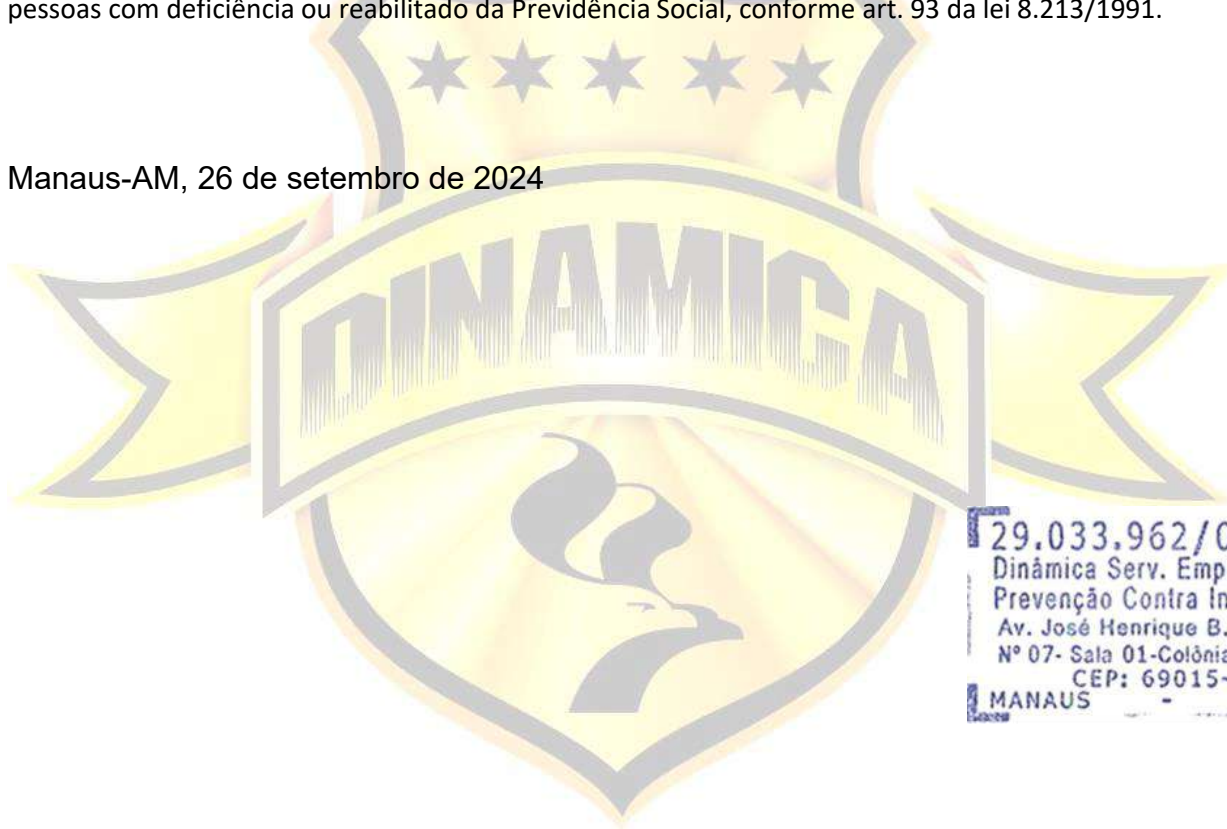 pessoas com deficiência ou reabilitado da Previdência Social, conforme art. 93 da lei 8.213/1991.
Manaus-AM, 26 de setembro de 2024
DINAMICA
29.033.962/0
Dinâmica Serv. Emp
Prevenção Contra In
Av. José Henrique B.
Nº 07- Sala 01-Colônia
CEP: 69015-
MANAUS -